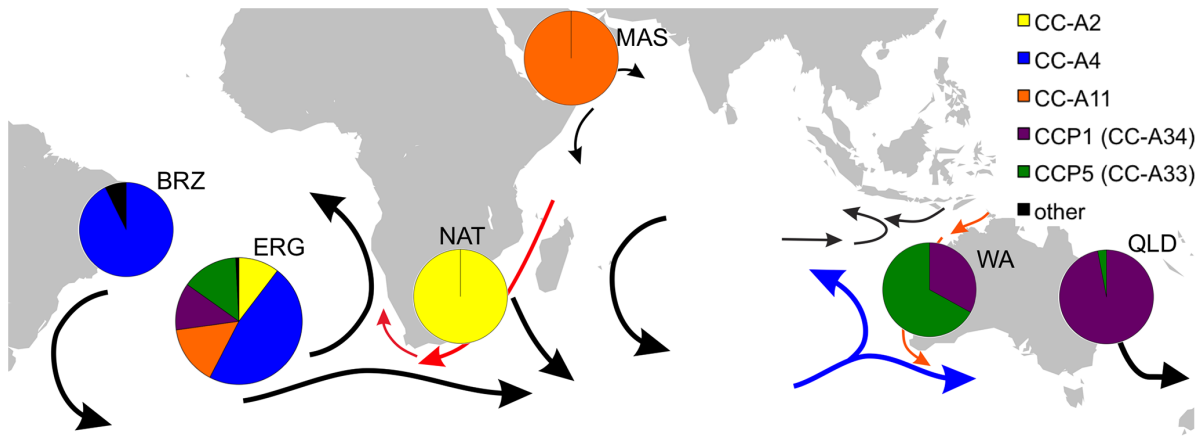 MAS
BRZ
ERG
NAT
WA
QLD
CC-A2
CC-A4
CC-A11
CCP1 (CC-A34)
CCP5 (CC-A33)
other